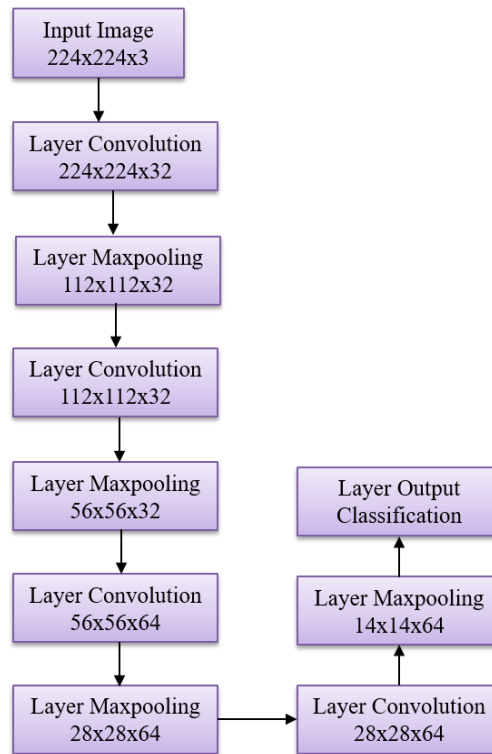 Input Image
224x224x3
Layer Convolution
224x224x32
Layer Maxpooling
112x112x32
Layer Convolution
112x112x32
Layer Maxpooling
56x56x32
Layer Convolution
56x56x64
Layer Maxpooling
28x28x64
Layer Convolution
28x28x64
Layer Maxpooling
14x14x64
Layer Output
Classification